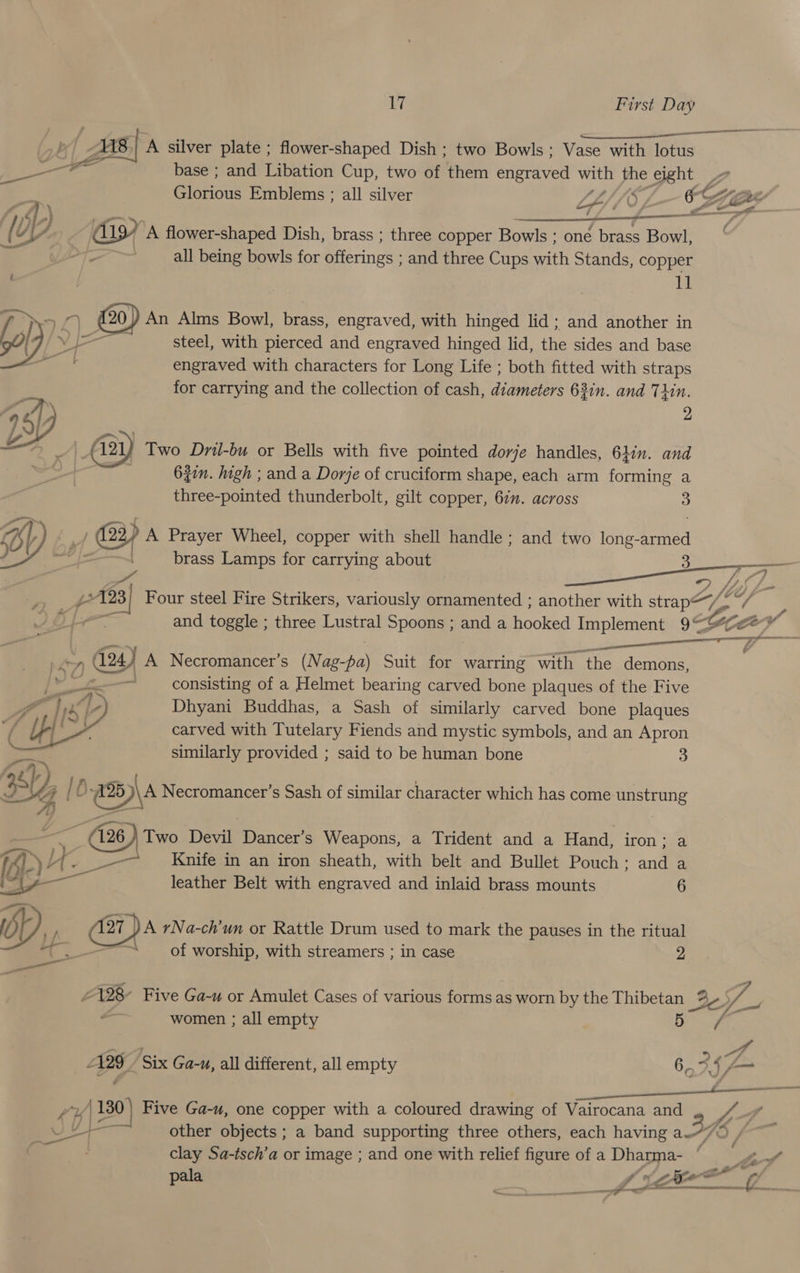 17 First Day
118 A silver plate ; flower-shaped Dish ; two Bowls ; Vase with lotus
base ; and Libation Cup, two of them engraved with the eight
Glorious Emblems ; all silver 6
119 A flower-shaped Dish, brass ; three copper Bowls ; one brass Bowl,
all being bowls for offerings ; and three Cups with Stands, copper
11
120 An Alms Bowl, brass, engraved, with hinged lid ; and another in
steel, with pierced and engraved hinged lid, the sides and base
engraved with characters for Long Life ; both fitted with straps
for carrying and the collection of cash, diameters 6¾in. and 7¼in.
2
121 Two Dril-bu or Bells with five pointed dorje handles, 6½in. and
6¾in. high ; and a Dorje of cruciform shape, each arm forming a
three-pointed thunderbolt, gilt copper, 6in. across 3
122 A Prayer Wheel, copper with shell handle ; and two long-armed
brass Lamps for carrying about 3
123 Four steel Fire Strikers, variously ornamented ; another with strap
and toggle ; three Lustral Spoons ; and a hooked Implement 9
124 A Necromancer's (Nag-pa) Suit for warring with the demons,
consisting of a Helmet bearing carved bone plaques of the Five
Dhyani Buddhas, a Sash of similarly carved bone plaques
carved with Tutelary Fiends and mystic symbols, and an Apron
similarly provided ; said to be human bone 3
125 A Necromancer's Sash of similar character which has come unstrung
126 Two Devil Dancer's Weapons, a Trident and a Hand, iron ; a
Knife in an iron sheath, with belt and Bullet Pouch ; and a
leather Belt with engraved and inlaid brass mounts 6
127 A rNa-ch'un or Rattle Drum used to mark the pauses in the ritual
of worship, with streamers ; in case 2
128 Five Ga-u or Amulet Cases of various forms as worn by the Thibetan
women ; all empty 5
129 Six Ga-u, all different, all empty 6
130 Five Ga-u, one copper with a coloured drawing of Vairocana and
other objects ; a band supporting three others, each having a
clay Sa-tsch'a or image ; and one with relief figure of a Dharma-
pala